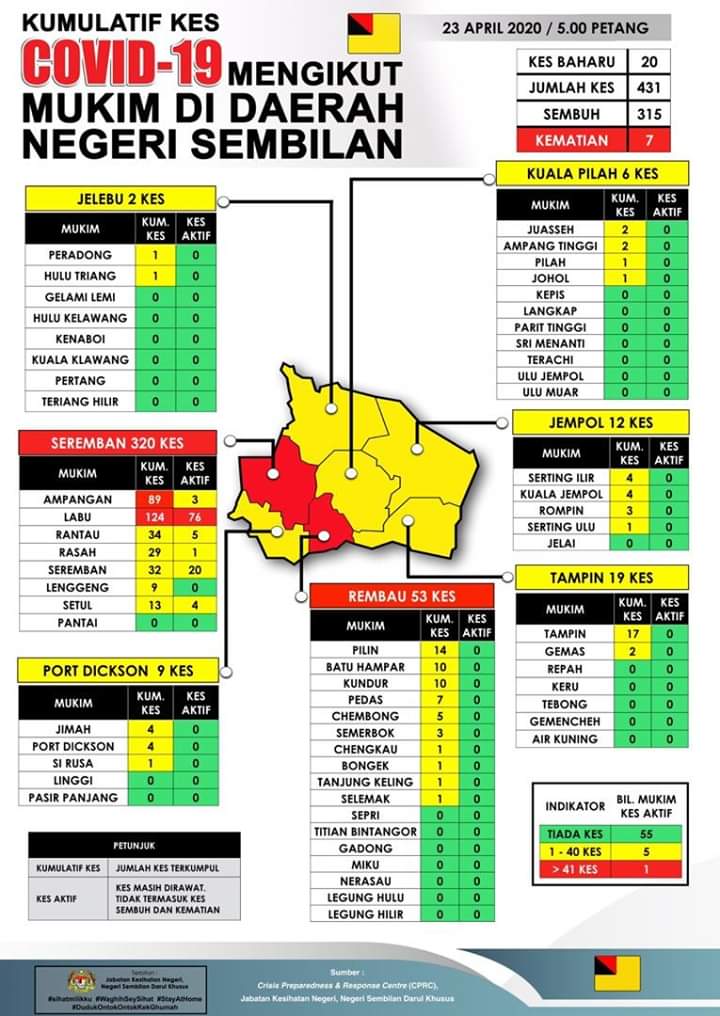 KUMULATIF KES
COVID-19 MENGIKUT
MUKIM DI DAERAH
NEGERI SEMBILAN
23 APRIL 2020 / 5.00 PETANG
KES BAHARU 20
JUMLAH KES 431
SEMBUH 315
KEMATIAN 7
JELEBU 2 KES
MUKIM KUM. KES KES AKTIF
PERADONG 1 0
HULU TRIANG 1 0
GELAMI LEMI 0 0
HULU KELAWANG 0 0
KENABOI 0 0
KUALA KLAWANG 0 0
PERTANG 0 0
TERIANG HILIR 0 0
KUALA PILAH 6 KES
MUKIM KUM. KES KES AKTIF
JUASSEH 2 0
AMPANG TINGGI 2 0
PILAH 1 0
JOHOL 1 0
KEPIS 0 0
LANGKAP 0 0
PARIT TINGGI 0 0
SRI MENANTI 0 0
TERACHI 0 0
ULU JEMPOL 0 0
ULU MUAR 0 0
SEREMBAN 320 KES
MUKIM KUM. KES KES AKTIF
AMPANGAN 89 3
LABU 124 76
RANTAU 34 5
RASAH 29 1
SEREMBAN 32 20
LENGGENG 9 0
SETUL 13 4
PANTAI 0 0
JEMPOL 12 KES
MUKIM KUM. KES KES AKTIF
SERTING ILIR 4 0
KUALA JEMPOL 4 0
ROMPIN 3 0
SERTING ULU 1 0
JELAI 0 0
PORT DICKSON 9 KES
MUKIM KUM. KES KES AKTIF
JIMAH 4 0
PORT DICKSON 4 0
SI RUSA 1 0
LINGGI 0 0
PASIR PANJANG 0 0
REMBAU 53 KES
MUKIM KUM. KES KES AKTIF
PILIN 14 0
BATU HAMPAR 10 0
KUNDUR 10 0
PEDAS 7 0
CHEMBONG 5 0
SEMERBOK 3 0
CHENGKAU 1 0
BONGEK 1 0
TANJUNG KELING 1 0
SELEMAK 1 0
SEPRI 0 0
TITIAN BINTANGOR 0 0
GADONG 0 0
MIKU 0 0
NERASAU 0 0
LEGUNG HULU 0 0
LEGUNG HILIR 0 0
TAMPIN 19 KES
MUKIM KUM. KES KES AKTIF
TAMPIN 17 0
GEMAS 2 0
REPAH 0 0
KERU 0 0
TEBONG 0 0
GEMENCHEH 0 0
AIR KUNING 0 0
INDIKATOR BIL. MUKIM KES AKTIF
TIADA KES 55
1 - 40 KES 5
> 41 KES 1
PETUNJUK
KUMULATIF KES JUMLAH KES TERKUMPUL
KES AKTIF KES MASIH DIRAWAT.
TIDAK TERMASUK KES
SEMBUH DAN KEMATIAN
Terbitan :
Jabatan Kesihatan Negeri,
Negeri Sembilan Darul Khusus
#sihatmilikku #WaghihSeySihat #StayAtHome
#DudukOntokOntokKekGhumah
Sumber :
Crisis Preparedness & Response Centre (CPRC),
Jabatan Kesihatan Negeri, Negeri Sembilan Darul Khusus